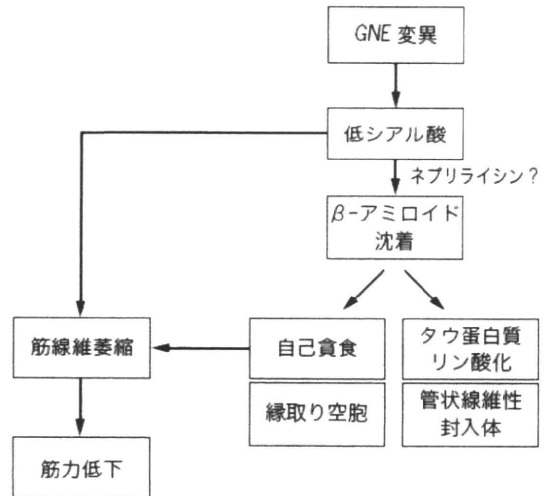 GNE 変異
低シアル酸
ネプリライシン?
β-アミロイド
沈着
筋線維萎縮
自己貪食
タウ蛋白質
リン酸化
縁取り空胞
管状線維性
封入体
筋力低下